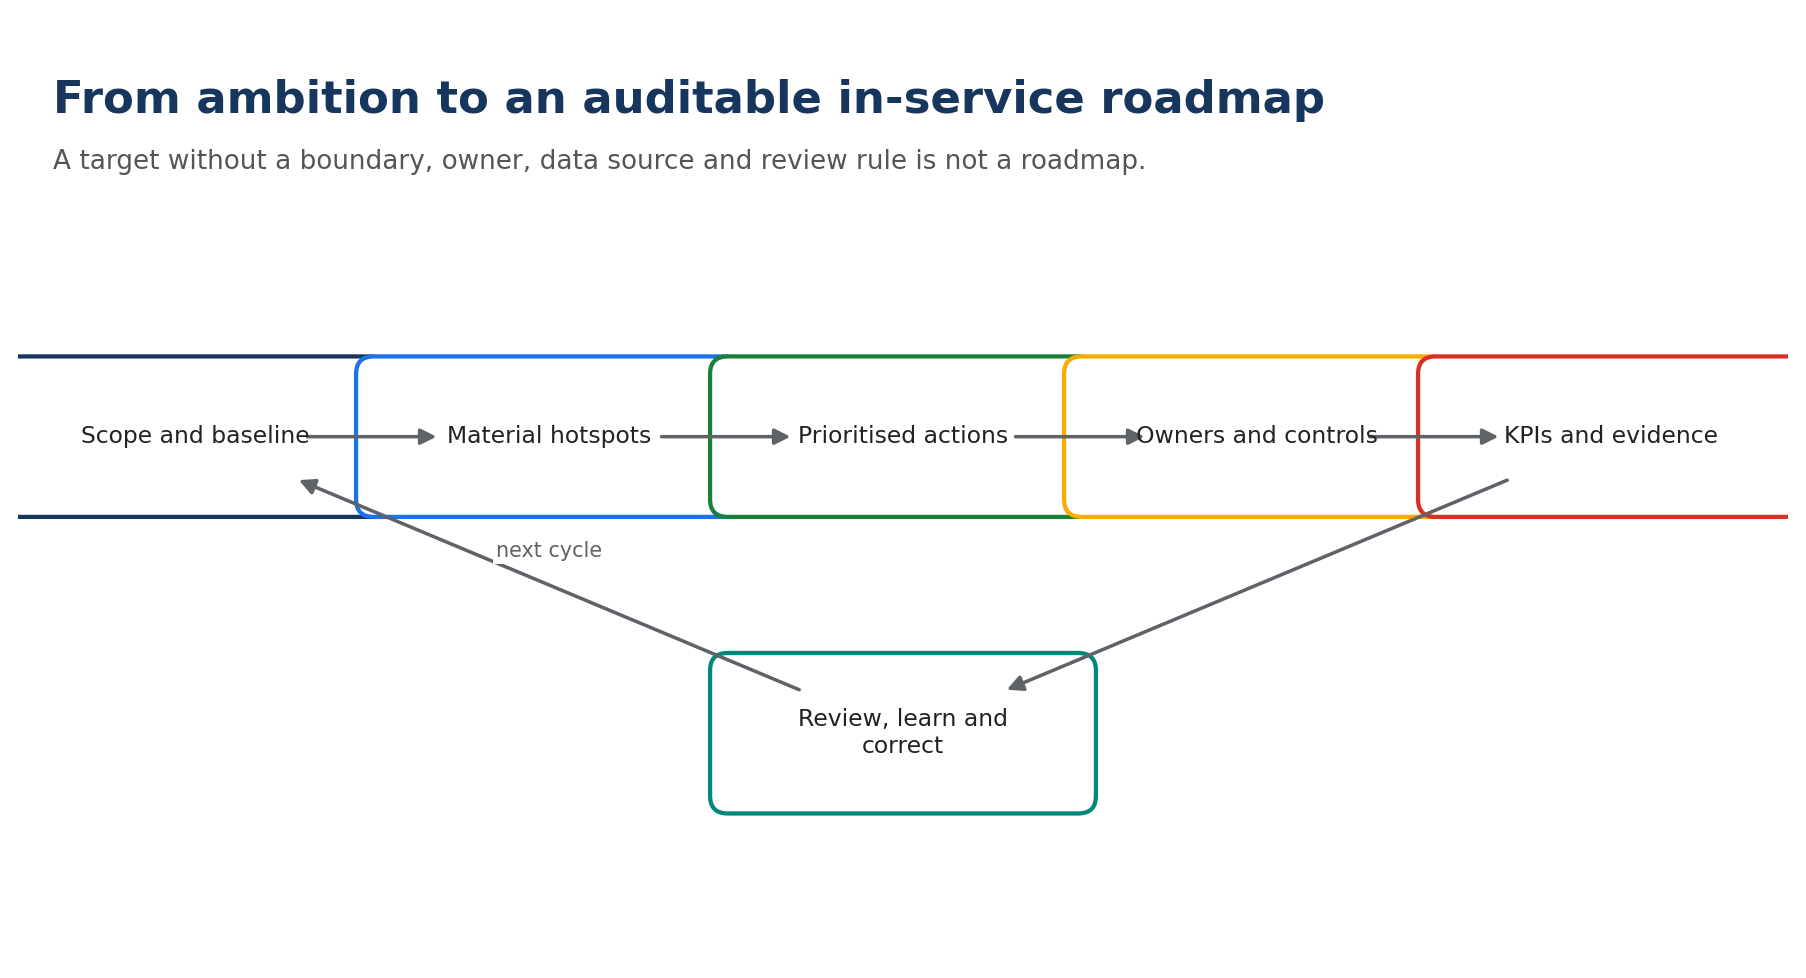 From ambition to an auditable in-service roadmap
A target without a boundary, owner, data source and review rule is not a roadmap.
Scope and baseline
Material hotspots
Prioritised actions
Owners and controls
KPIs and evidence
next cycle
Review, learn and
correct